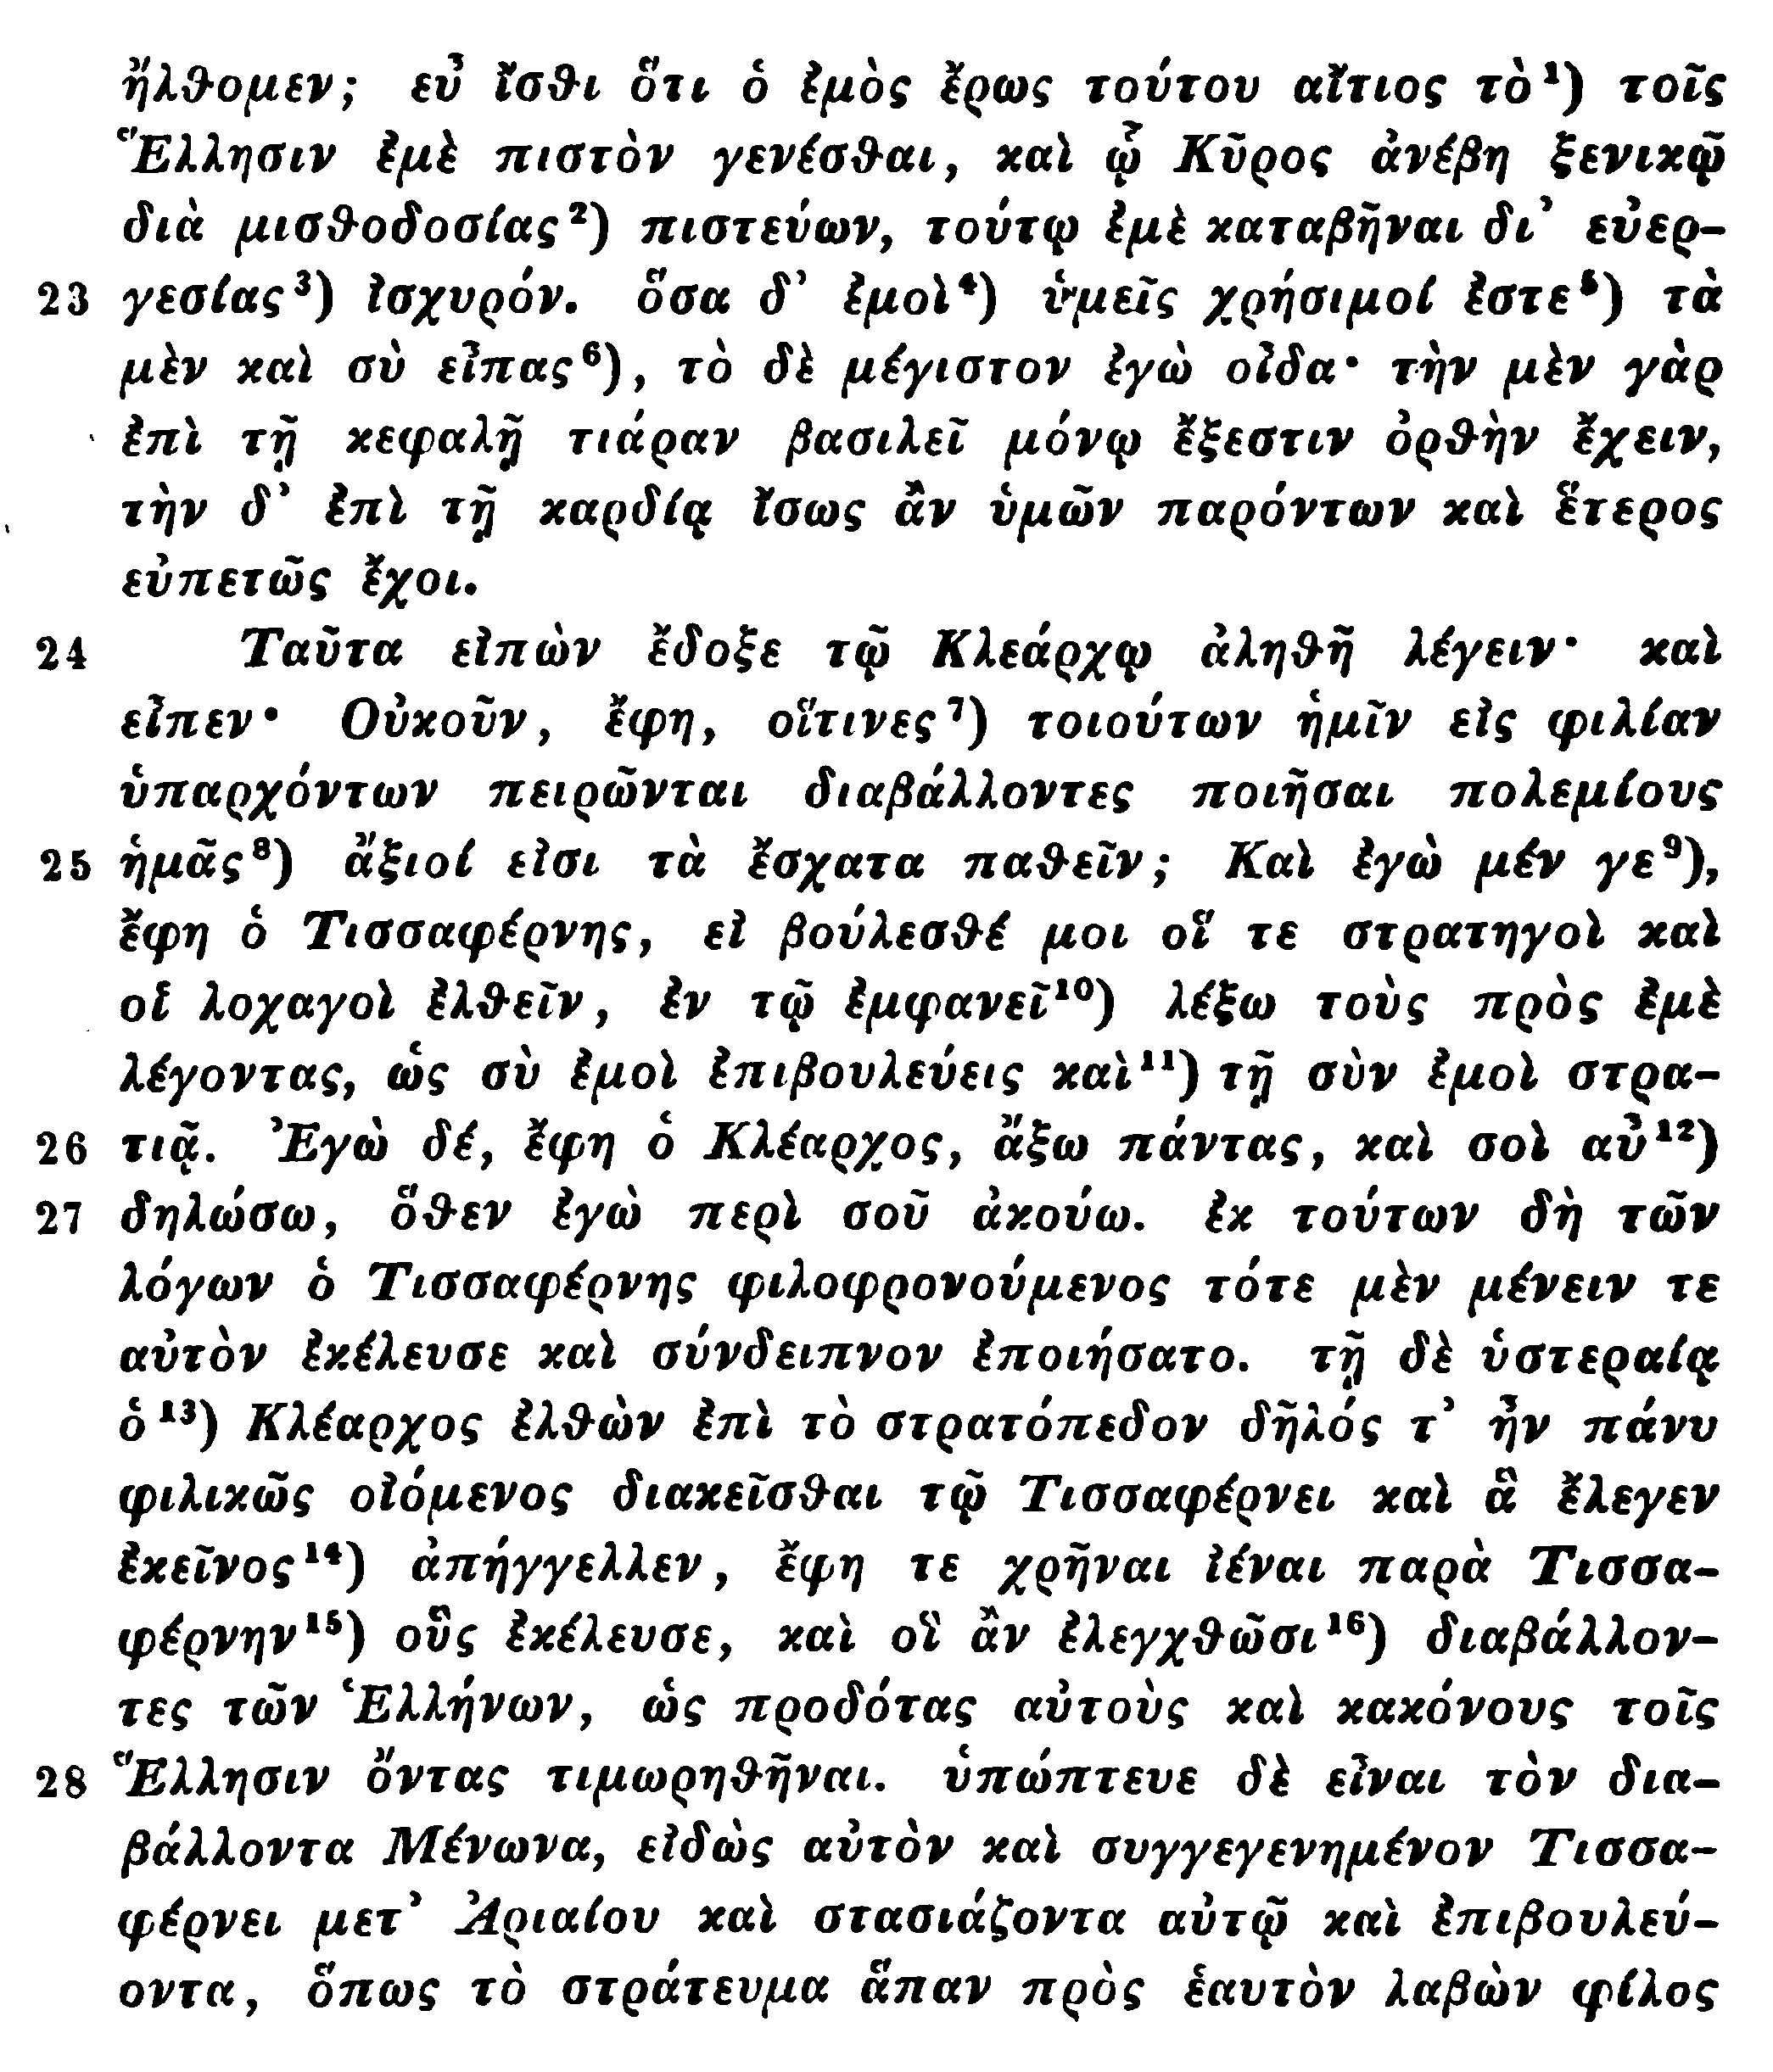 ἤλθομεν; εὖ ἴσθι ὅτι ὁ ἐμὸς ἔρως τούτου αἴτιος τὸ¹) τοῖς
Ἕλλησιν ἐμὲ πιστὸν γενέσθαι, καὶ ᾧ Κῦρος ἀνέβη ξενικῷ
διὰ μισθοδοσίας²) πιστεύων, τούτῳ ἐμὲ καταβῆναι δι' εὐερ-
23 γεσίας³) ἰσχυρόν. ὅσα δ' ἐμοὶ⁴) ὑμεῖς χρήσιμοί ἐστε⁵) τὰ
μὲν καὶ σὺ εἶπας⁶), τὸ δὲ μέγιστον ἐγὼ οἶδα· τὴν μὲν γὰρ
ἐπὶ τῇ κεφαλῇ τιάραν βασιλεῖ μόνῳ ἔξεστιν ὀρθὴν ἔχειν,
τὴν δ' ἐπὶ τῇ καρδίᾳ ἴσως ἂν ὑμῶν παρόντων καὶ ἕτερος
εὐπετῶς ἔχοι.
24 Ταῦτα εἰπὼν ἔδοξε τῷ Κλεάρχῳ ἀληθῆ λέγειν· καὶ
εἶπεν· Οὐκοῦν, ἔφη, οἵτινες⁷) τοιούτων ἡμῖν εἰς φιλίαν
ὑπαρχόντων πειρῶνται διαβάλλοντες ποιῆσαι πολεμίους
25 ἡμᾶς⁸) ἄξιοί εἰσι τὰ ἔσχατα παθεῖν; Καὶ ἐγὼ μέν γε⁹),
ἔφη ὁ Τισσαφέρνης, εἰ βούλεσθέ μοι οἵ τε στρατηγοὶ καὶ
οἱ λοχαγοὶ ἐλθεῖν, ἐν τῷ ἐμφανεῖ¹⁰) λέξω τοὺς πρὸς ἐμὲ
λέγοντας, ὡς σὺ ἐμοὶ ἐπιβουλεύεις καὶ¹¹) τῇ σὺν ἐμοὶ στρα-
26 τιᾷ. Ἐγὼ δέ, ἔφη ὁ Κλέαρχος, ἄξω πάντας, καὶ σοὶ αὖ¹²)
27 δηλώσω, ὅθεν ἐγὼ περὶ σοῦ ἀκούω. ἐκ τούτων δὴ τῶν
λόγων ὁ Τισσαφέρνης φιλοφρονούμενος τότε μὲν μένειν τε
αὐτὸν ἐκέλευσε καὶ σύνδειπνον ἐποιήσατο. τῇ δὲ ὑστεραίᾳ
ὁ¹³) Κλέαρχος ἐλθὼν ἐπὶ τὸ στρατόπεδον δῆλός τ' ἦν πάνυ
φιλικῶς οἰόμενος διακεῖσθαι τῷ Τισσαφέρνει καὶ ἃ ἔλεγεν
ἐκεῖνος¹⁴) ἀπήγγελλεν, ἔφη τε χρῆναι ἰέναι παρὰ Τισσα-
φέρνην¹⁵) οὓς ἐκέλευσε, καὶ οἳ ἂν ἐλεγχθῶσι¹⁶) διαβάλλον-
τες τῶν Ἑλλήνων, ὡς προδότας αὐτοὺς καὶ κακόνους τοῖς
28 Ἕλλησιν ὄντας τιμωρηθῆναι. ὑπώπτευε δὲ εἶναι τὸν δια-
βάλλοντα Μένωνα, εἰδὼς αὐτὸν καὶ συγγεγενημένον Τισσα-
φέρνει μετ' Ἀριαίου καὶ στασιάζοντα αὐτῷ καὶ ἐπιβουλεύ-
οντα, ὅπως τὸ στράτευμα ἅπαν πρὸς ἑαυτὸν λαβὼν φίλος